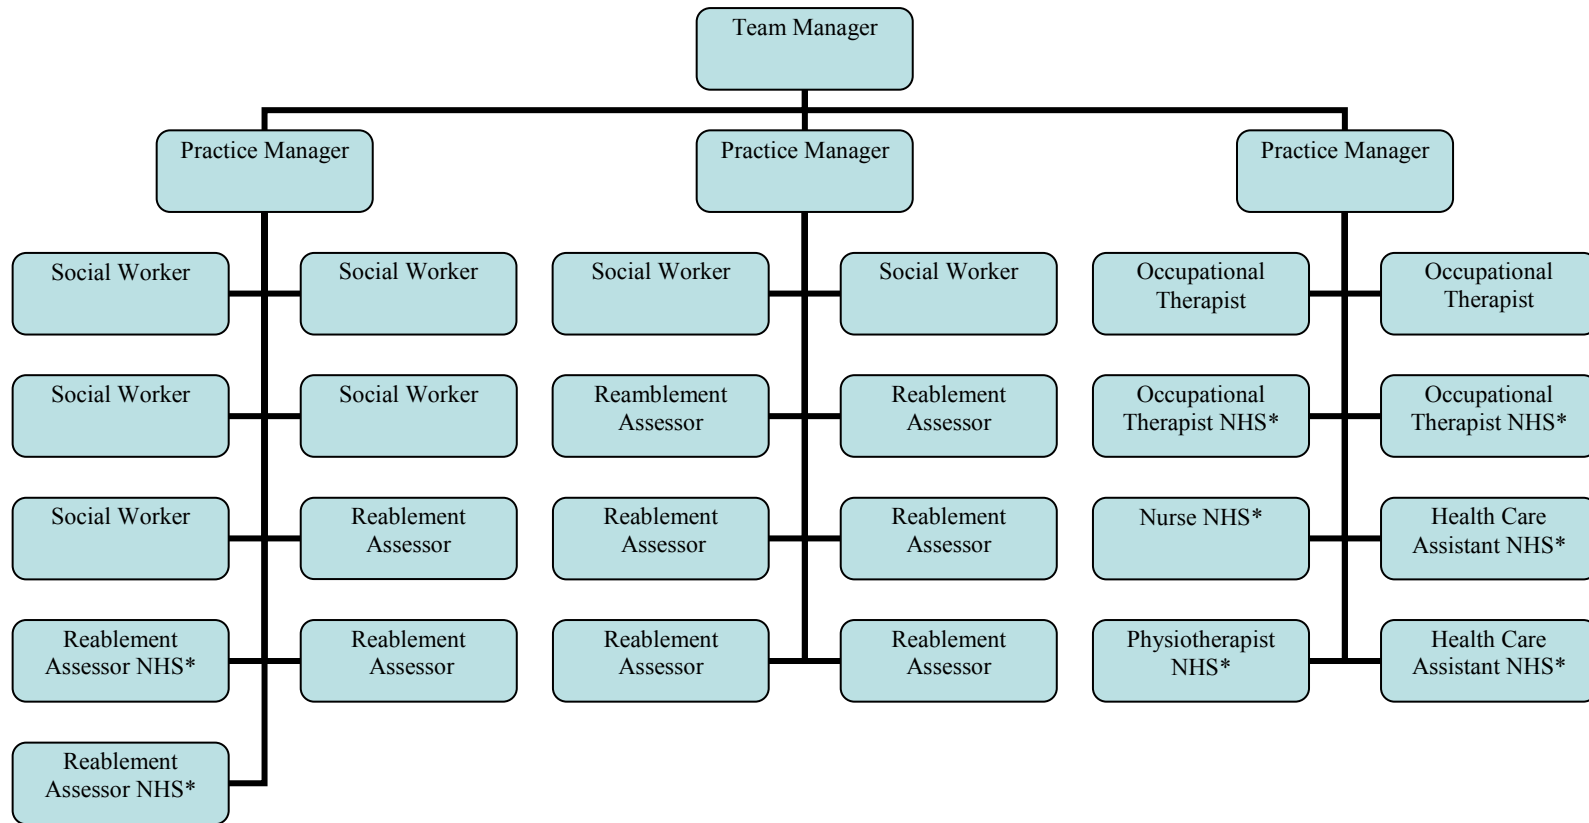 Team Manager
Practice Manager
Practice Manager
Practice Manager
Social Worker
Social Worker
Social Worker
Social Worker
Occupational
Therapist
Occupational
Therapist
Social Worker
Social Worker
Reamblement
Assessor
Reablement
Assessor
Occupational
Therapist NHS*
Occupational
Therapist NHS*
Social Worker
Reablement
Assessor
Reablement
Assessor
Reablement
Assessor
Nurse NHS*
Health Care
Assistant NHS*
Reablement
Assessor NHS*
Reablement
Assessor
Reablement
Assessor
Reablement
Assessor
Physiotherapist
NHS*
Health Care
Assistant NHS*
Reablement
Assessor NHS*